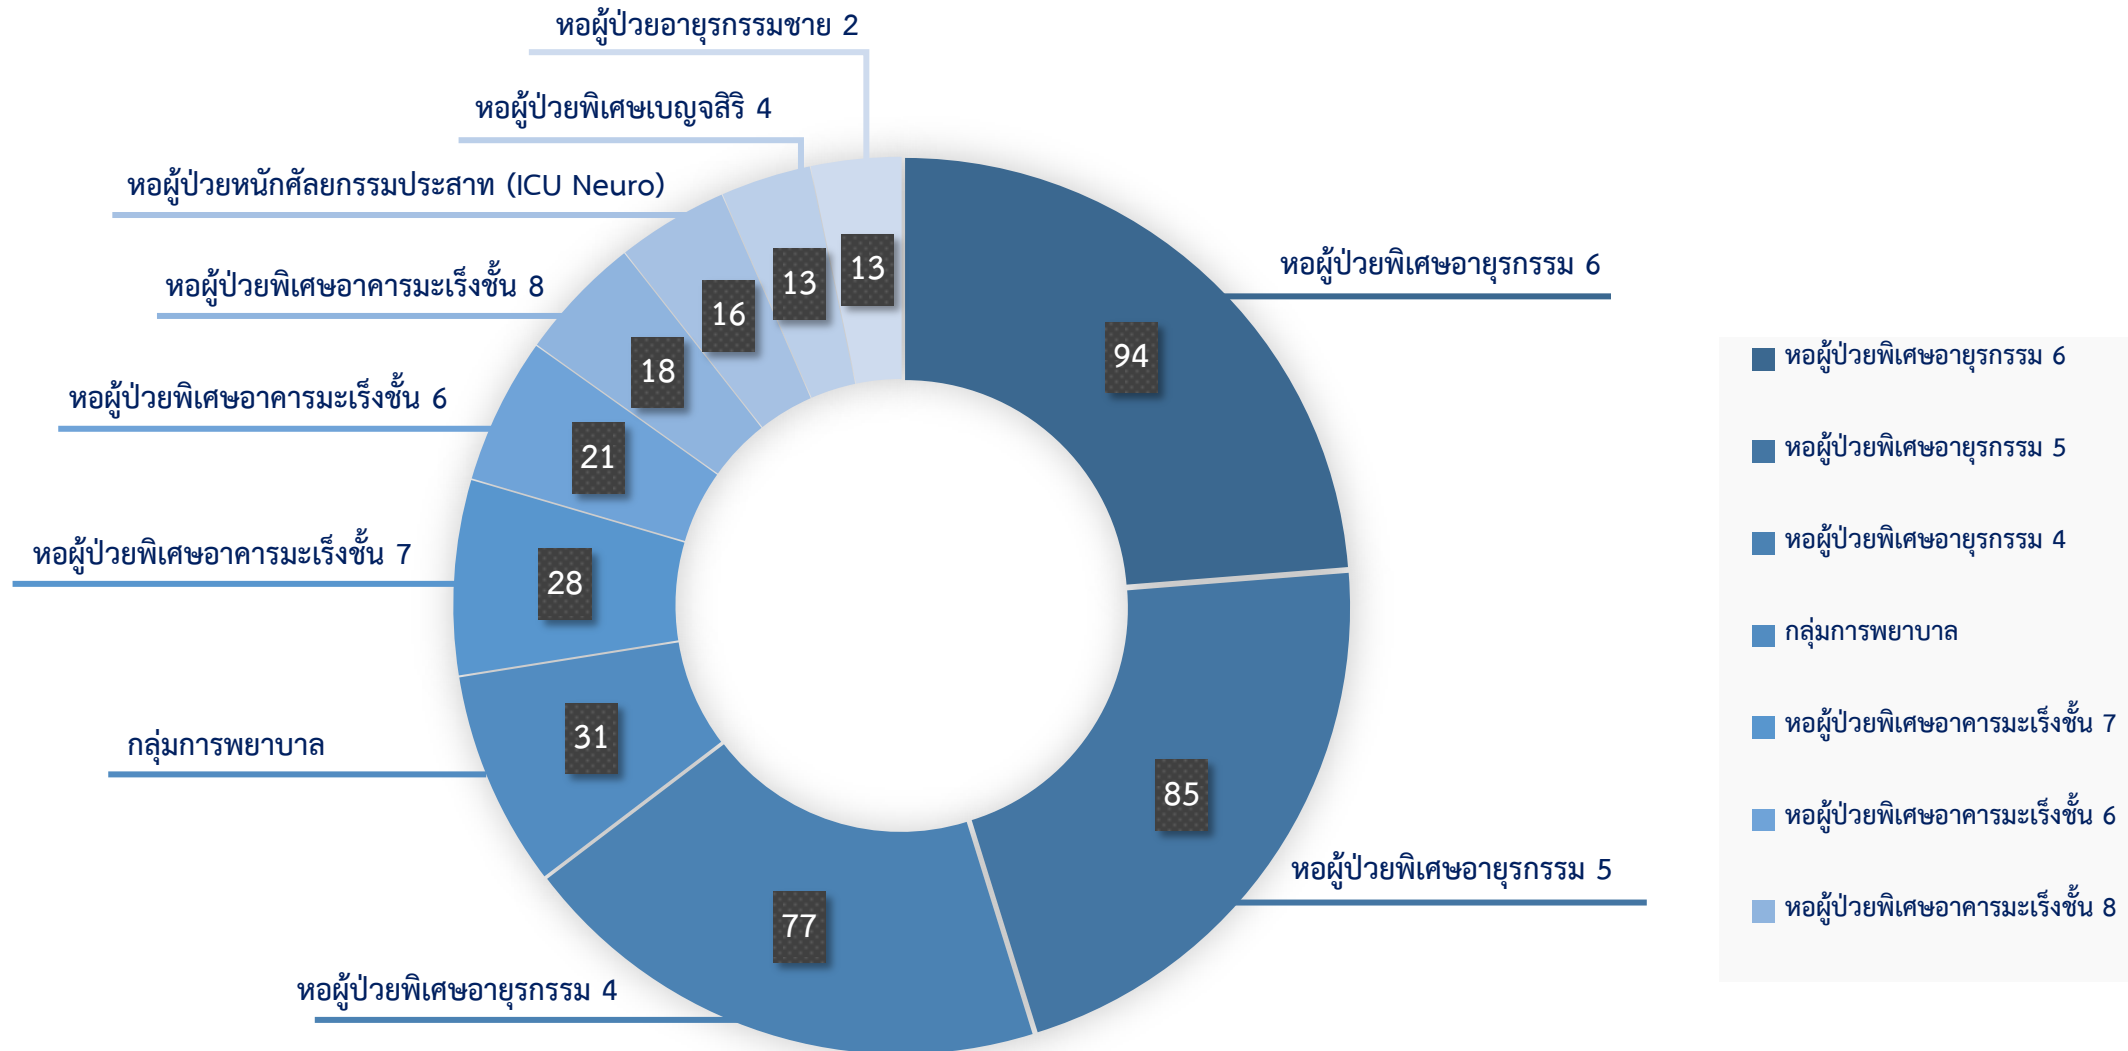 หอผู้ป่วยอายุรกรรมชาย 2
หอผู้ป่วยพิเศษเบญจสิริ 4
หอผู้ป่วยหนักศัลยกรรมประสาท (ICU Neuro)
หอผู้ป่วยพิเศษอาคารมะเร็งชั้น 8
หอผู้ป่วยพิเศษอาคารมะเร็งชั้น 6
หอผู้ป่วยพิเศษอาคารมะเร็งชั้น 7
กลุ่มการพยาบาล
หอผู้ป่วยพิเศษอายุรกรรม 4
หอผู้ป่วยพิเศษอายุรกรรม 6
หอผู้ป่วยพิเศษอายุรกรรม 5
94
85
77
31
28
21
18
16
13
13
หอผู้ป่วยพิเศษอายุรกรรม 6
หอผู้ป่วยพิเศษอายุรกรรม 5
หอผู้ป่วยพิเศษอายุรกรรม 4
กลุ่มการพยาบาล
หอผู้ป่วยพิเศษอาคารมะเร็งชั้น 7
หอผู้ป่วยพิเศษอาคารมะเร็งชั้น 6
หอผู้ป่วยพิเศษอาคารมะเร็งชั้น 8